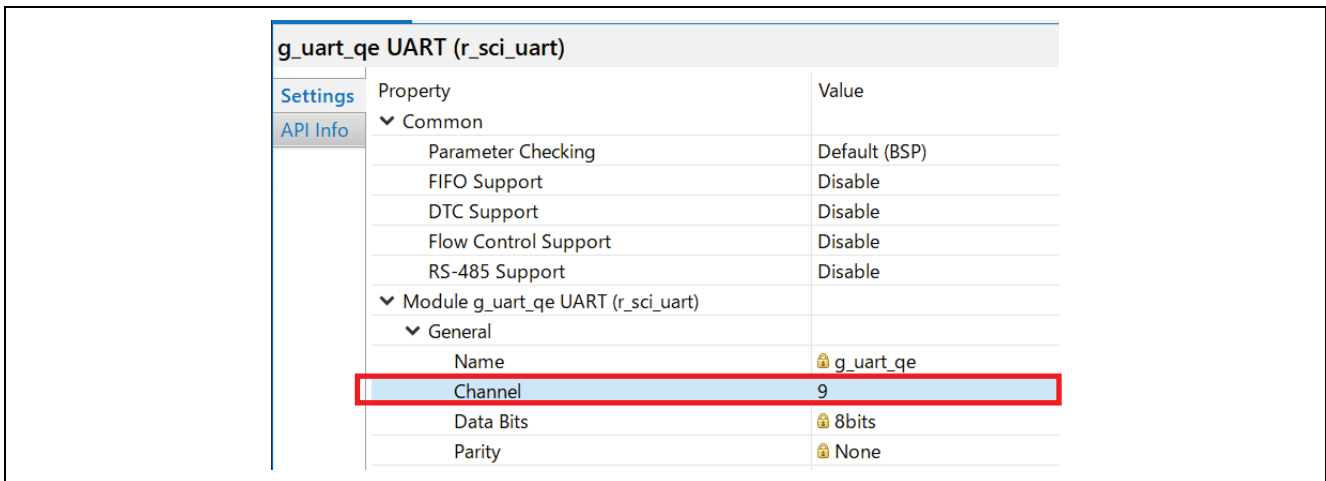 g_uart_qe UART (r_sci_uart)
Settings Property Value
API Info Common
Parameter Checking Default (BSP)
FIFO Support Disable
DTC Support Disable
Flow Control Support Disable
RS-485 Support Disable
Module g_uart_qe UART (r_sci_uart)
General
Name g_uart_qe
Channel 9
Data Bits 8bits
Parity None